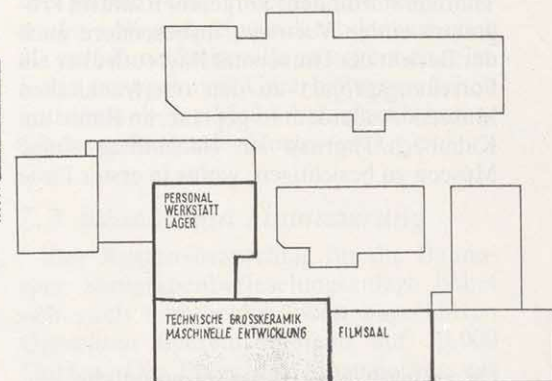 PERSONAL
WERKSTATT
LAGER
TECHNISCHE GROSSKERAMIK
MASCHINELLE ENTWICKLUNG
FILMSAAL